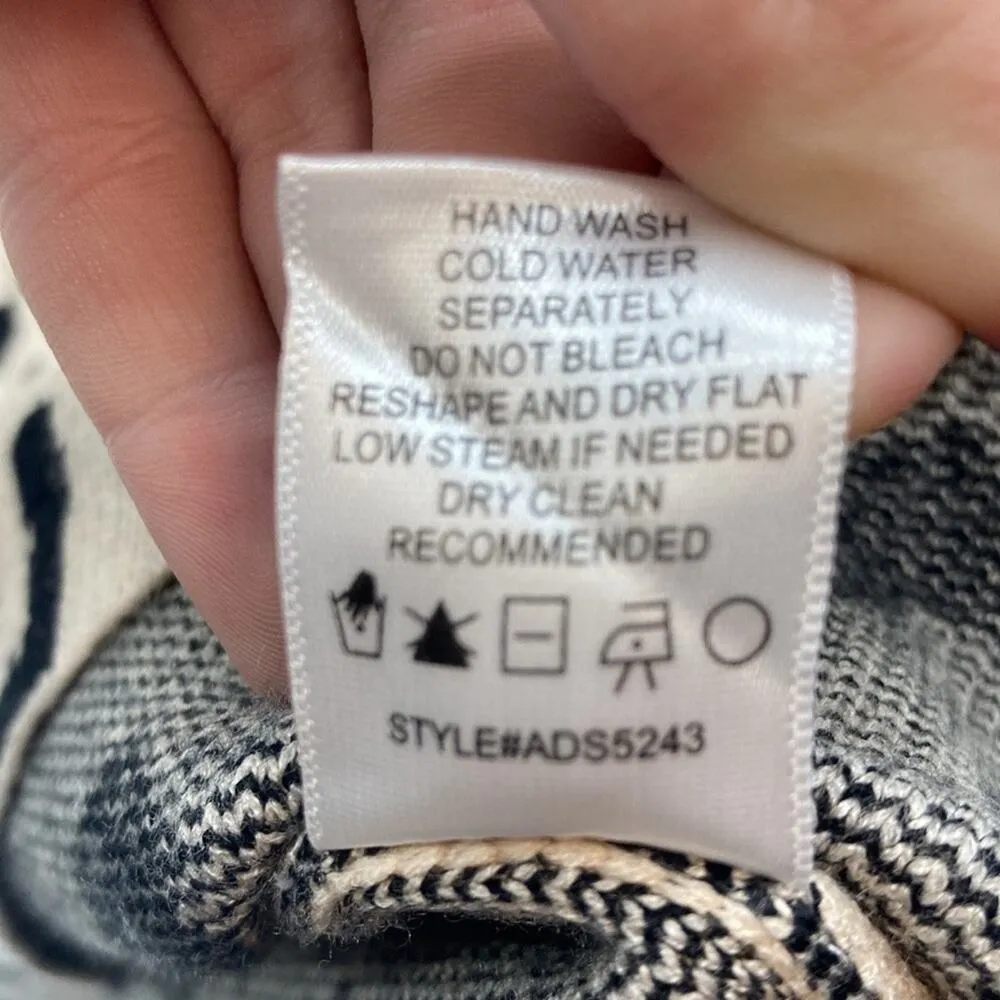 HAND WASH
COLD WATER
SEPARATELY
DO NOT BLEACH
RESHAPE AND DRY FLAT
LOW STEAM IF NEEDED
DRY CLEAN
RECOMMENDED
STYLE#ADS5243